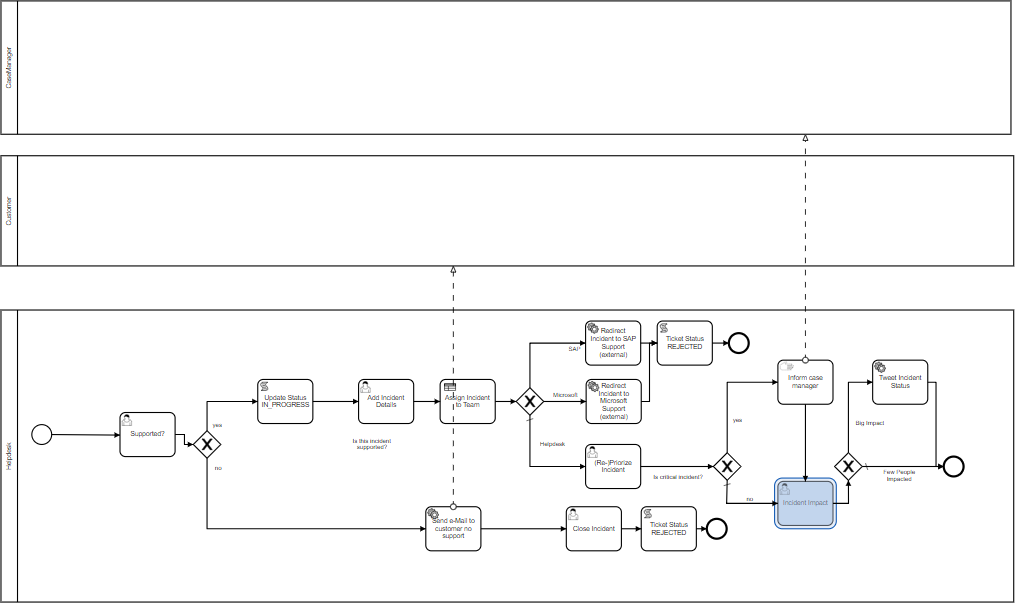 CaseManager
Customer
Helpdesk
Supported?
yes
no
Update Status
IN_PROGRESS
Add Incident
Details
Is this incident
supported?
Assign Incident
to Team
SAP
Microsoft
Helpdesk
Redirect
Incident to SAP
Support
(external)
Redirect
Incident to
Microsoft
Support
(external)
(Re-)Priorize
Incident
Ticket Status
REJECTED
Is critical incident?
yes
no
Inform case
manager
Incident Impact
Big Impact
Few People
Impacted
Tweet Incident
Status
Send e-Mail to
customer no
support
Close Incident
Ticket Status
REJECTED